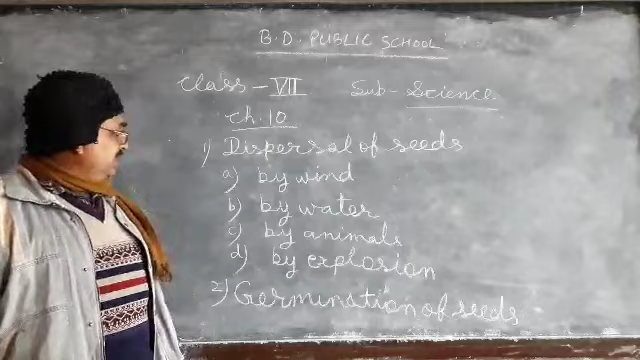 B.D. PUBLIC SCHOOL
Class - VII Sub- Science.
Ch. 10
1) Dispersal of seeds
a) by wind
b) by water
c) by animals
d) by explosion
2) Germination of seeds